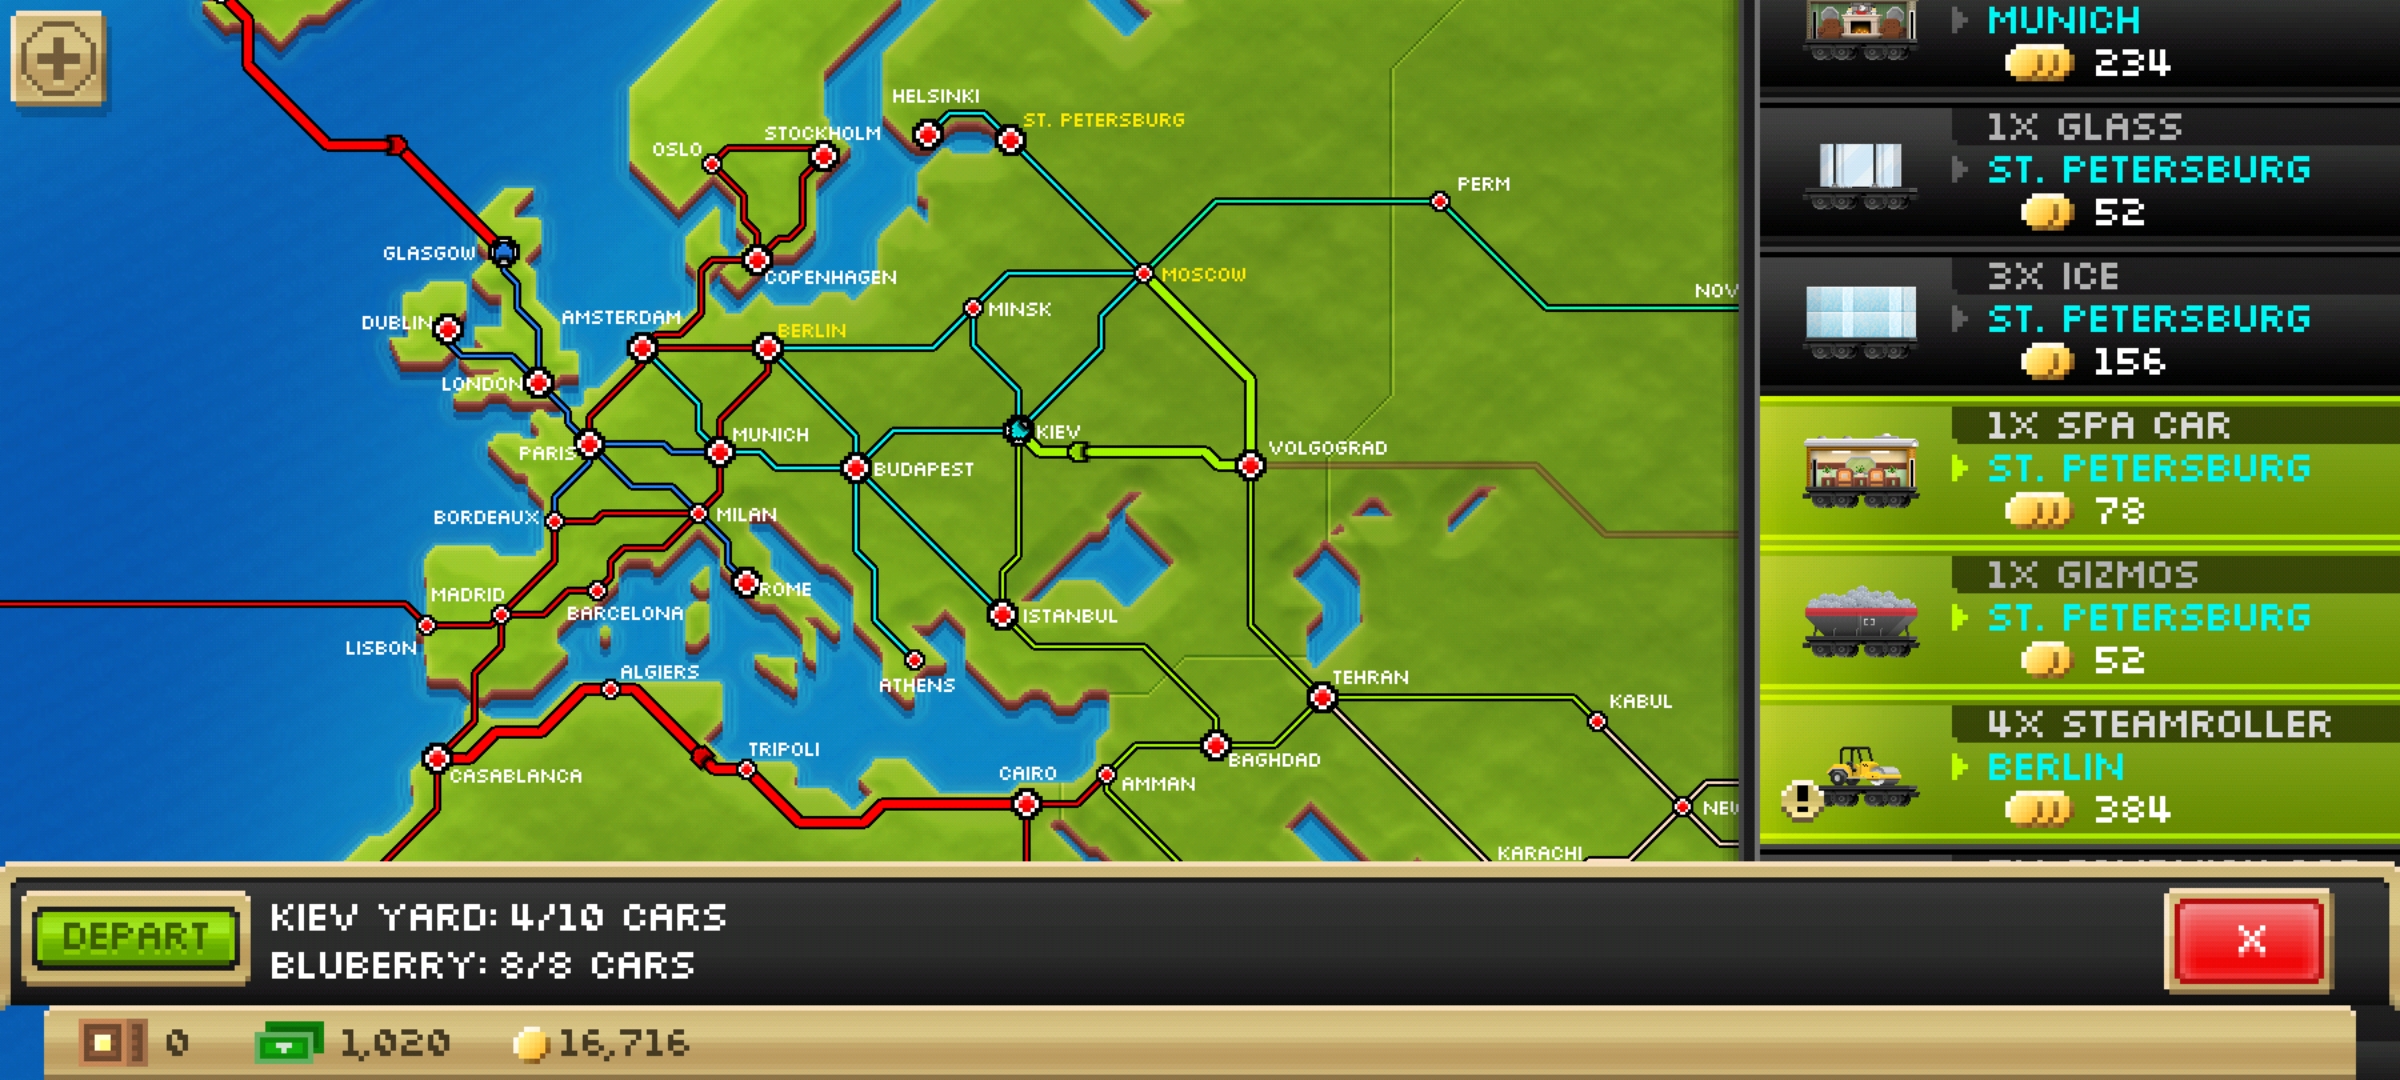 HELSINKI
ST. PETERSBURG
STOCKHOLM
OSLO
PERM
GLASGOW
COPENHAGEN
MOSCOW
NOV
MINSK
DUBLIN
AMSTERDAM
BERLIN
LONDON
MUNICH
KIEV
VOLGOGRAD
PARIS
BUDAPEST
BORDEAUX
MILAN
MADRID
ROME
BARCELONA
ISTANBUL
LISBON
ALGIERS
ATHENS
TEHRAN
KABUL
TRIPOLI
CASABLANCA
CAIRO
BAGHDAD
AMMAN
NEW
KARACHI
MUNICH
234
1X GLASS
ST. PETERSBURG
52
3X ICE
ST. PETERSBURG
156
1X SPA CAR
ST. PETERSBURG
78
1X GIZMOS
ST. PETERSBURG
52
4X STEAMROLLER
BERLIN
384
DEPART
KIEV YARD: 4/10 CARS
BLUBERRY: 8/8 CARS
X
0
1,020
16,716